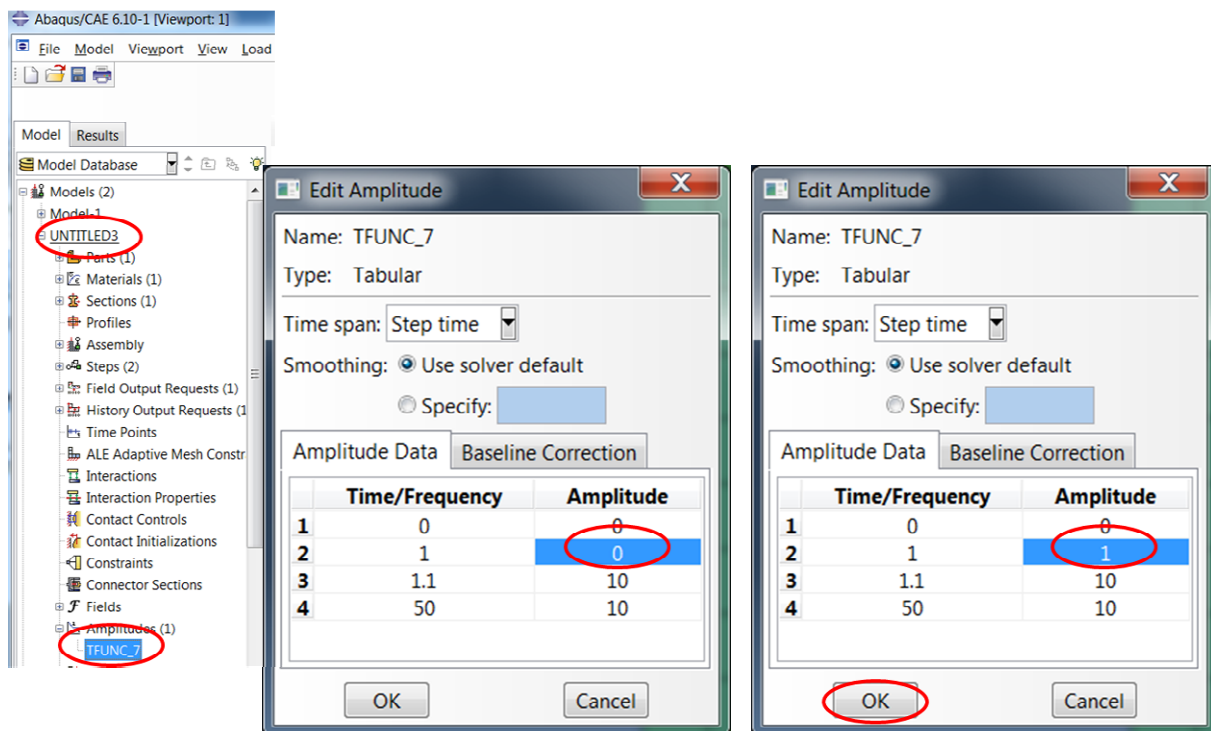 Abaqus/CAE 6.10-1 [Viewport: 1]
File Model Viewport View Load
Model Results
Model Database
Models (2)
Model-1
UNTITLED3
Parts (1)
Materials (1)
Sections (1)
Profiles
Assembly
Steps (2)
Field Output Requests (1)
History Output Requests (1
Time Points
ALE Adaptive Mesh Constr
Interactions
Interaction Properties
Contact Controls
Contact Initializations
Constraints
Connector Sections
Fields
Amplitudes (1)
TFUNC_7
Edit Amplitude
Name: TFUNC_7
Type: Tabular
Time span: Step time
Smoothing: Use solver default
Specify:
Amplitude Data Baseline Correction
Time/Frequency Amplitude
1 0 0
2 1 0
3 1.1 10
4 50 10
OK Cancel
Edit Amplitude
Name: TFUNC_7
Type: Tabular
Time span: Step time
Smoothing: Use solver default
Specify:
Amplitude Data Baseline Correction
Time/Frequency Amplitude
1 0 0
2 1 1
3 1.1 10
4 50 10
OK Cancel